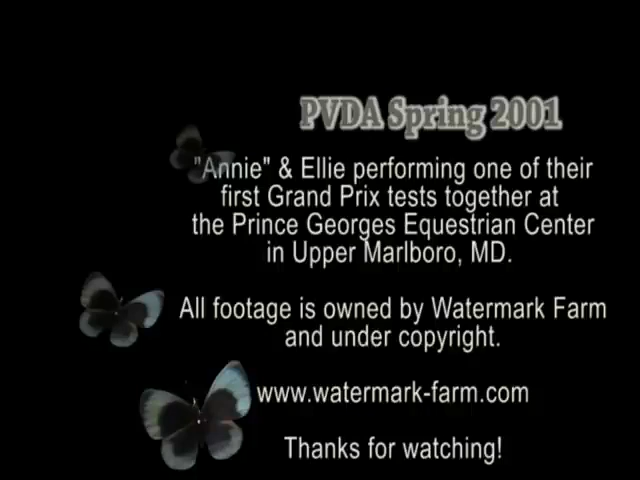 PVDA Spring 2001
"Annie" & Ellie performing one of their
first Grand Prix tests together at
the Prince Georges Equestrian Center
in Upper Marlboro, MD.
All footage is owned by Watermark Farm
and under copyright.
www.watermark-farm.com
Thanks for watching!